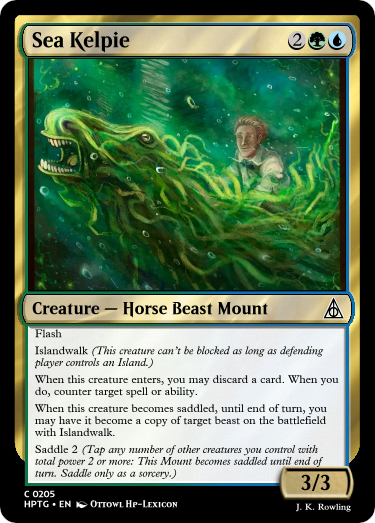 Sea Kelpie 2
Creature — Horse Beast Mount
Flash
Islandwalk (This creature can't be blocked as long as defending
player controls an Island.)
When this creature enters, you may discard a card. When you
do, counter target spell or ability.
When this creature becomes saddled, until end of turn, you
may have it become a copy of target beast on the battlefield
with Islandwalk.
Saddle 2 (Tap any number of other creatures you control with
total power 2 or more: This Mount becomes saddled until end of
turn. Saddle only as a sorcery.)
3/3
C 0205
HPTG • EN Ottowl Hp-Lexicon
J. K. Rowling